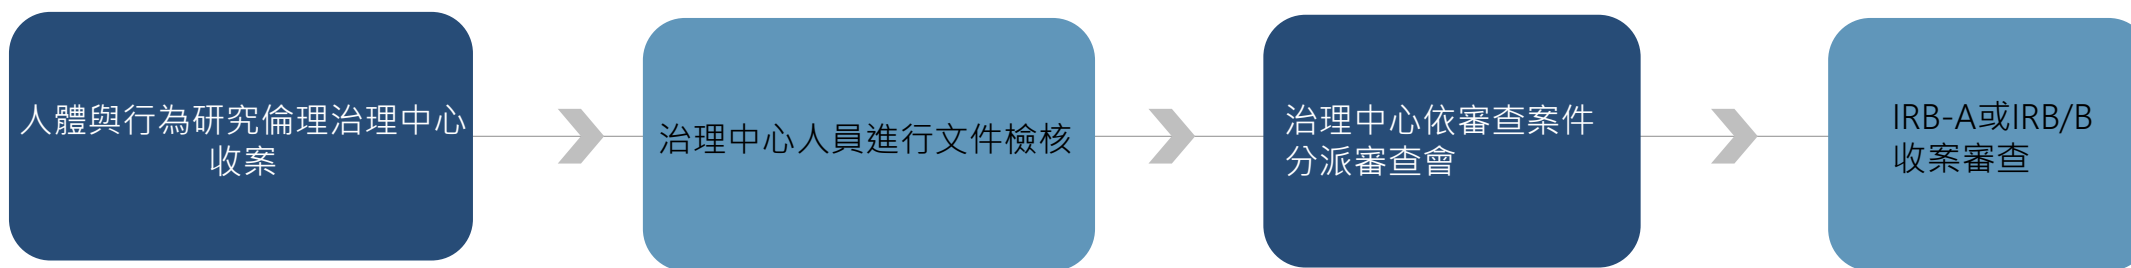 人體與行為研究倫理治理中心
收案
治理中心人員進行文件檢核
治理中心依審查案件
分派審查會
IRB-A或IRB/B
收案審查